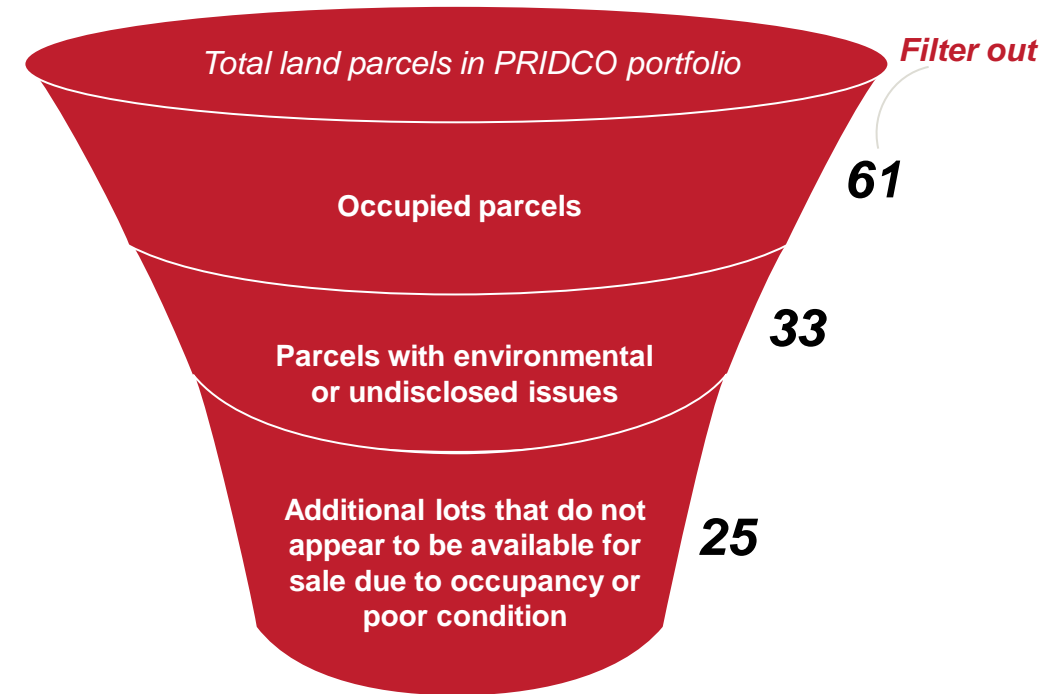 Total land parcels in PRIDCO portfolio
Filter out
61
Occupied parcels
33
Parcels with environmental
or undisclosed issues
Additional lots that do not
appear to be available for
sale due to occupancy or
poor condition
25